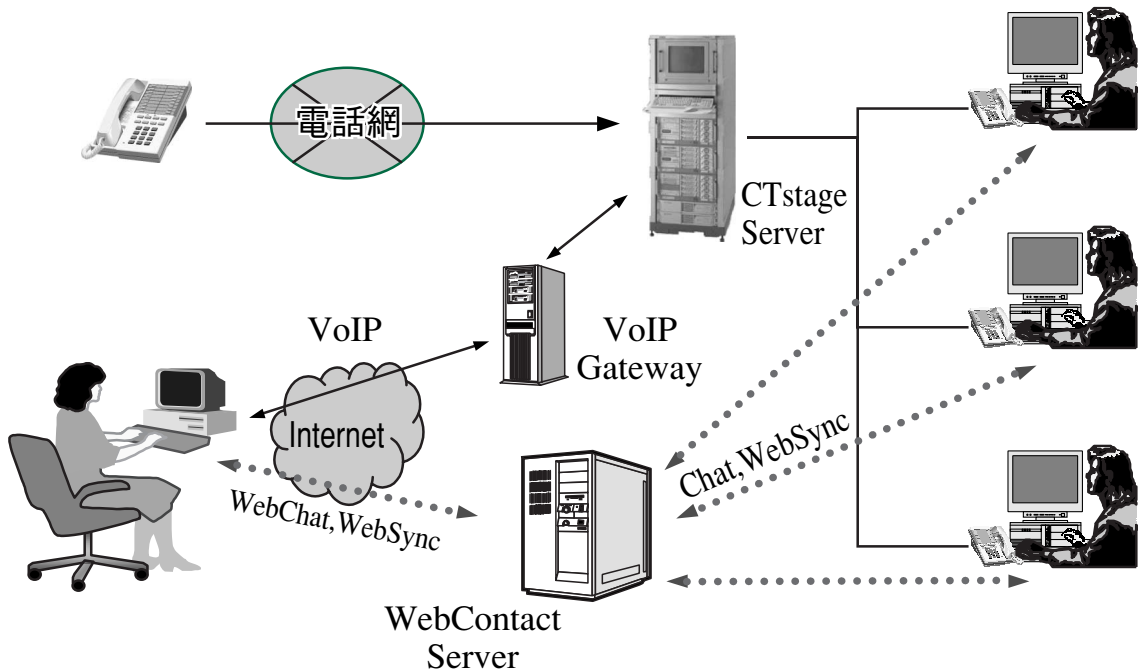 電話網
CTstage
Server
VoIP
VoIP
Gateway
Internet
WebChat,WebSync
Chat,WebSync
WebContact
Server